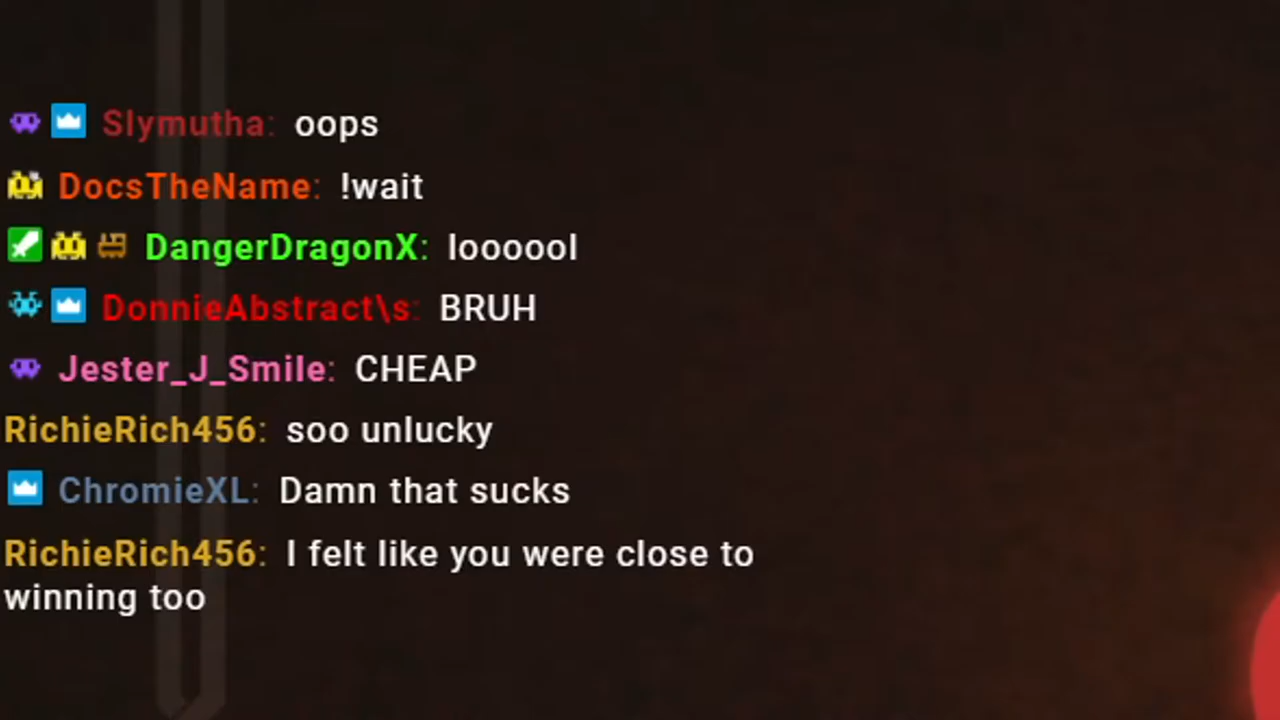 Slymutha: oops
DocsTheName: !wait
DangerDragonX: loooool
DonnieAbstract\s: BRUH
Jester_J_Smile: CHEAP
RichieRich456: soo unlucky
ChromieXL: Damn that sucks
RichieRich456: I felt like you were close to
winning too